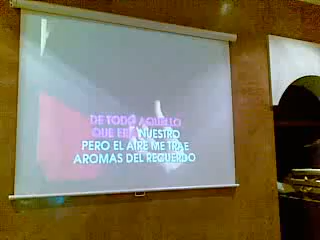 DE TODO AQUELLO
QUE ERA NUESTRO
PERO EL AIRE ME TRAE
AROMAS DEL RECUERDO